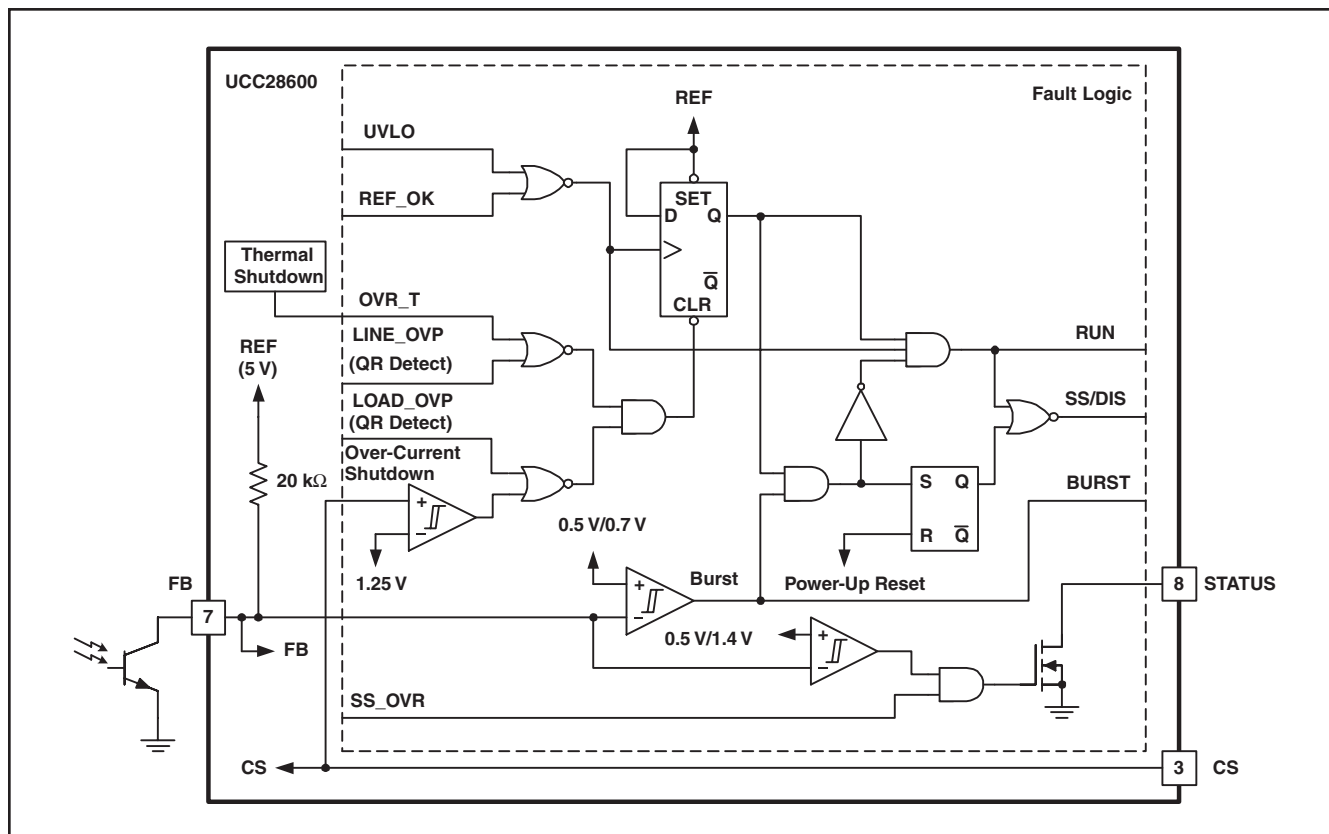 UCC28600
Fault Logic
REF
UVLO
REF_OK
SET
D Q
Q
CLR
Thermal
Shutdown
OVR_T
LINE_OVP
(QR Detect)
REF
(5 V)
LOAD_OVP
(QR Detect)
Over-Current
Shutdown
20 kΩ
RUN
SS/DIS
+
−
1.25 V
S Q
R Q
BURST
0.5 V/0.7 V
Power-Up Reset
Burst
+
−
FB
7
FB
8
STATUS
0.5 V/1.4 V
+
−
SS_OVR
CS
3
CS